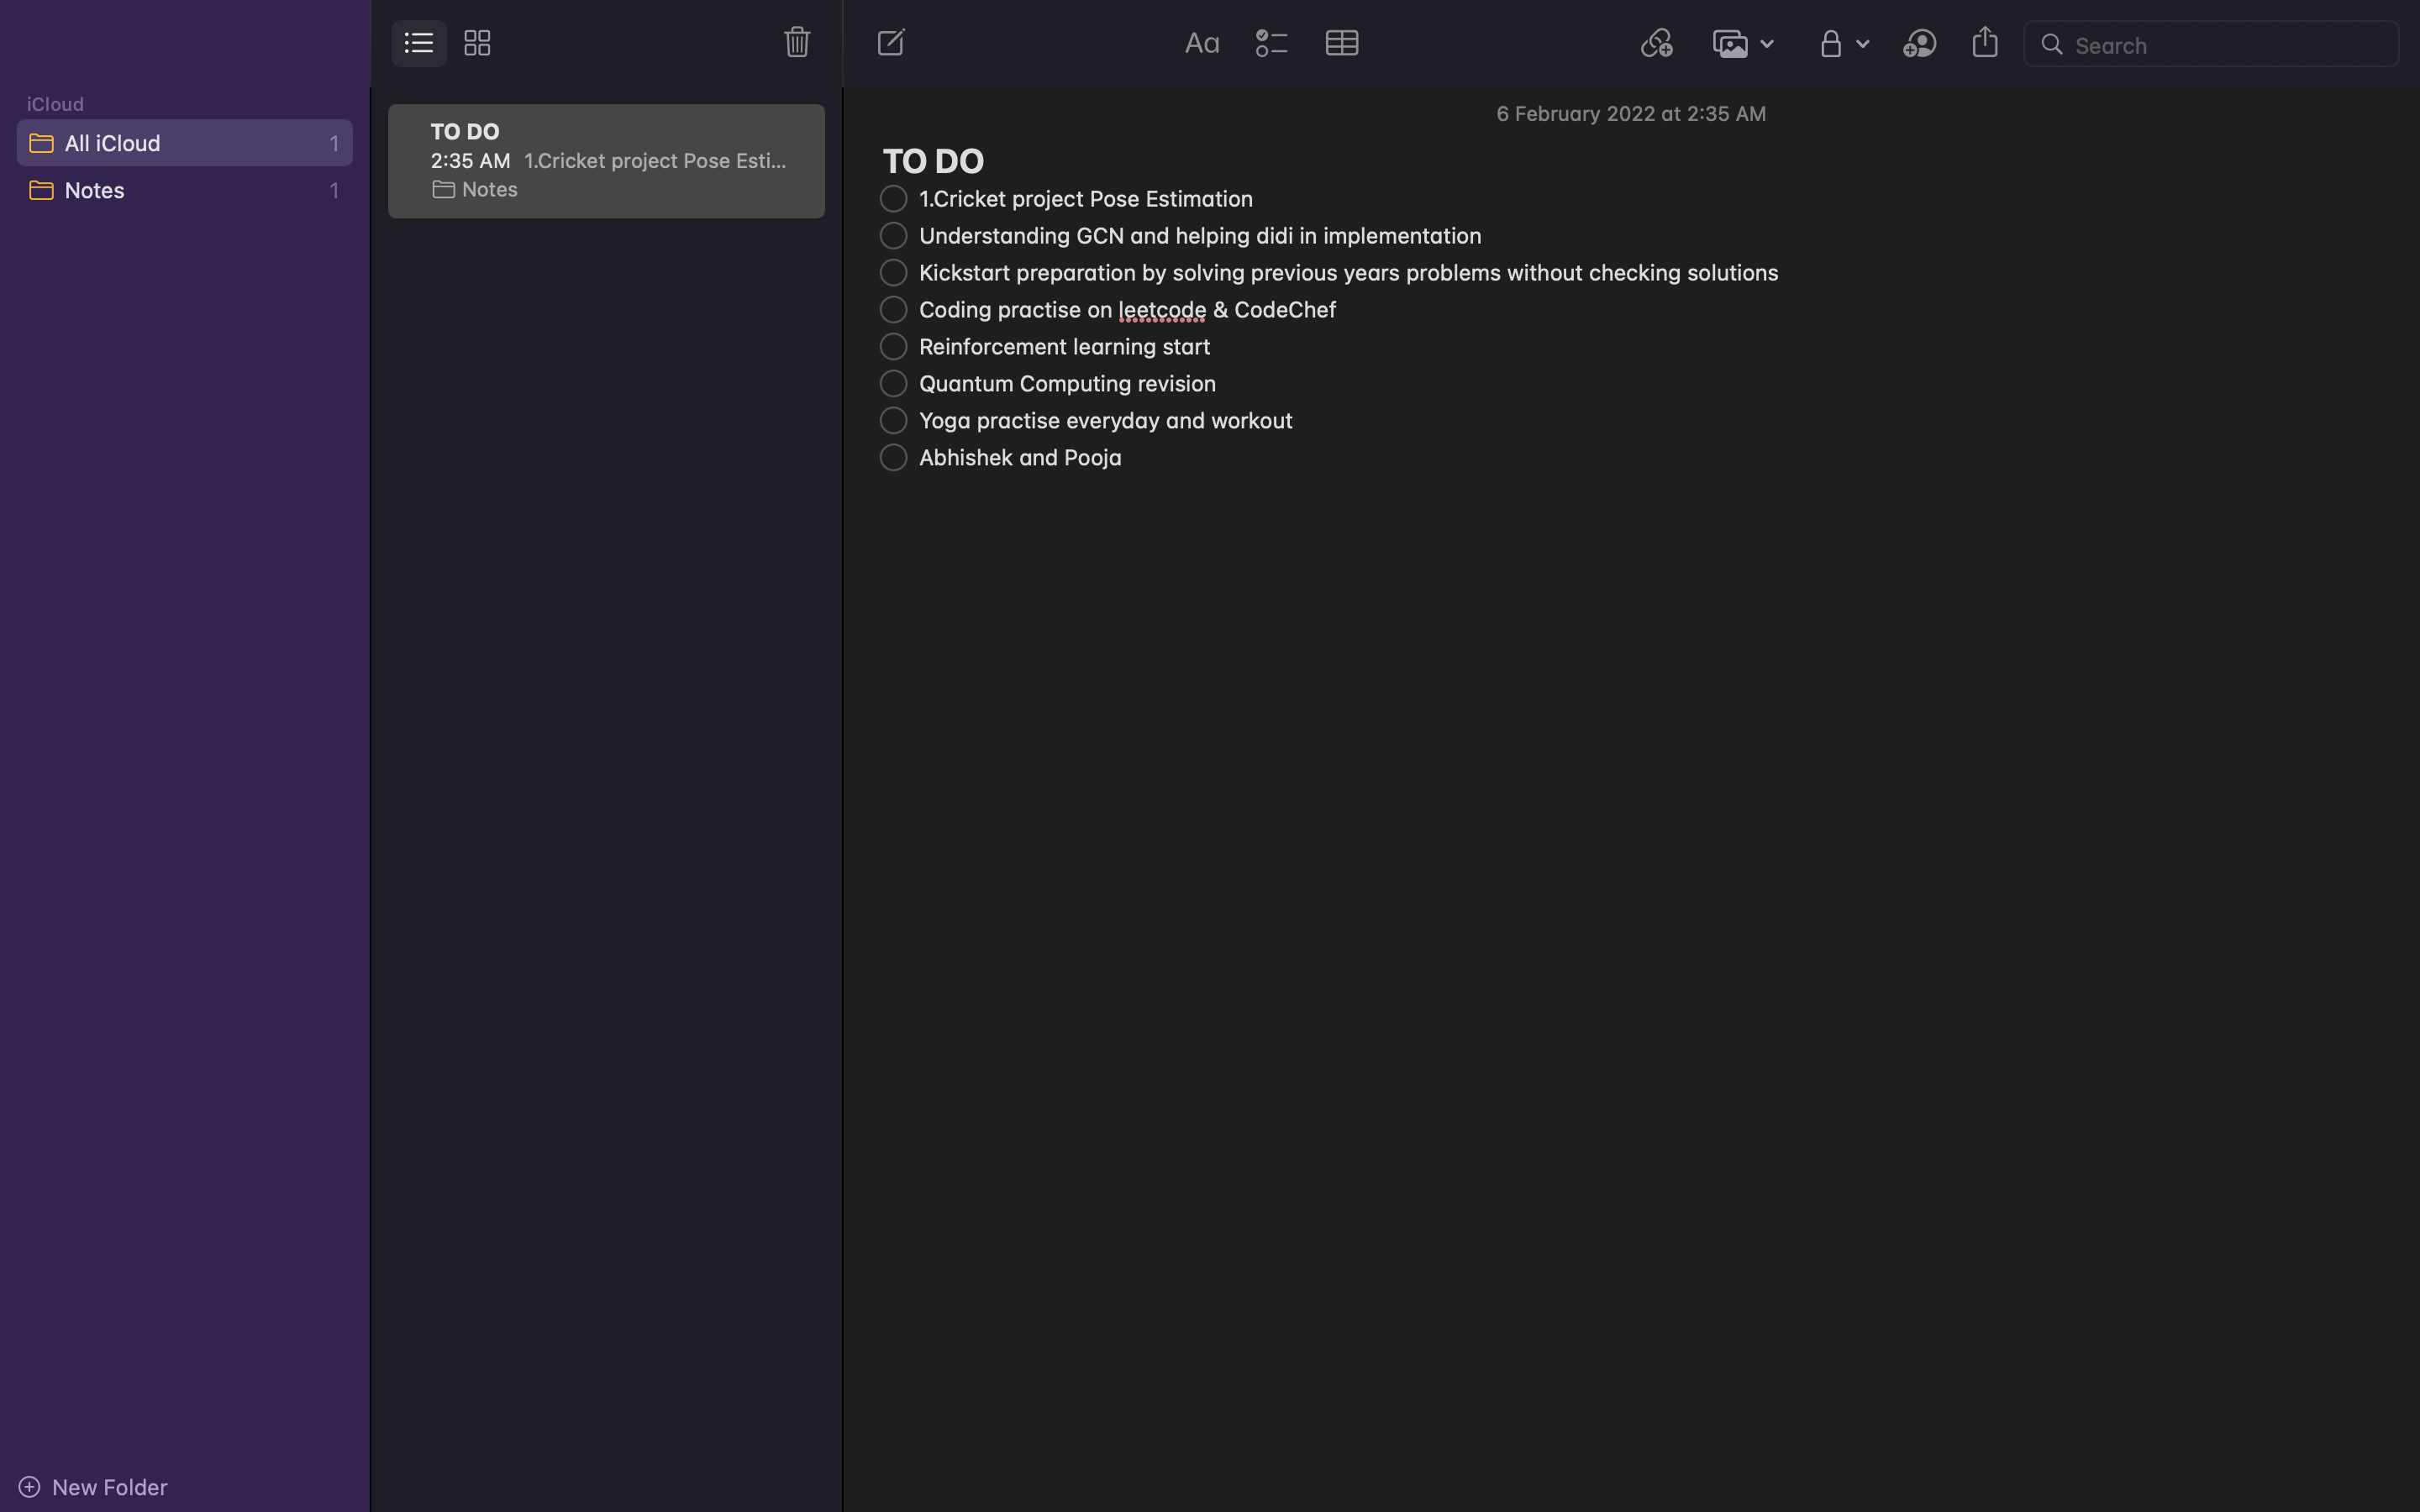 iCloud
All iCloud 1
Notes 1
New Folder
TO DO
2:35 AM 1.Cricket project Pose Esti...
Notes
Aa
Search
6 February 2022 at 2:35 AM
TO DO
1.Cricket project Pose Estimation
Understanding GCN and helping didi in implementation
Kickstart preparation by solving previous years problems without checking solutions
Coding practise on leetcode & CodeChef
Reinforcement learning start
Quantum Computing revision
Yoga practise everyday and workout
Abhishek and Pooja